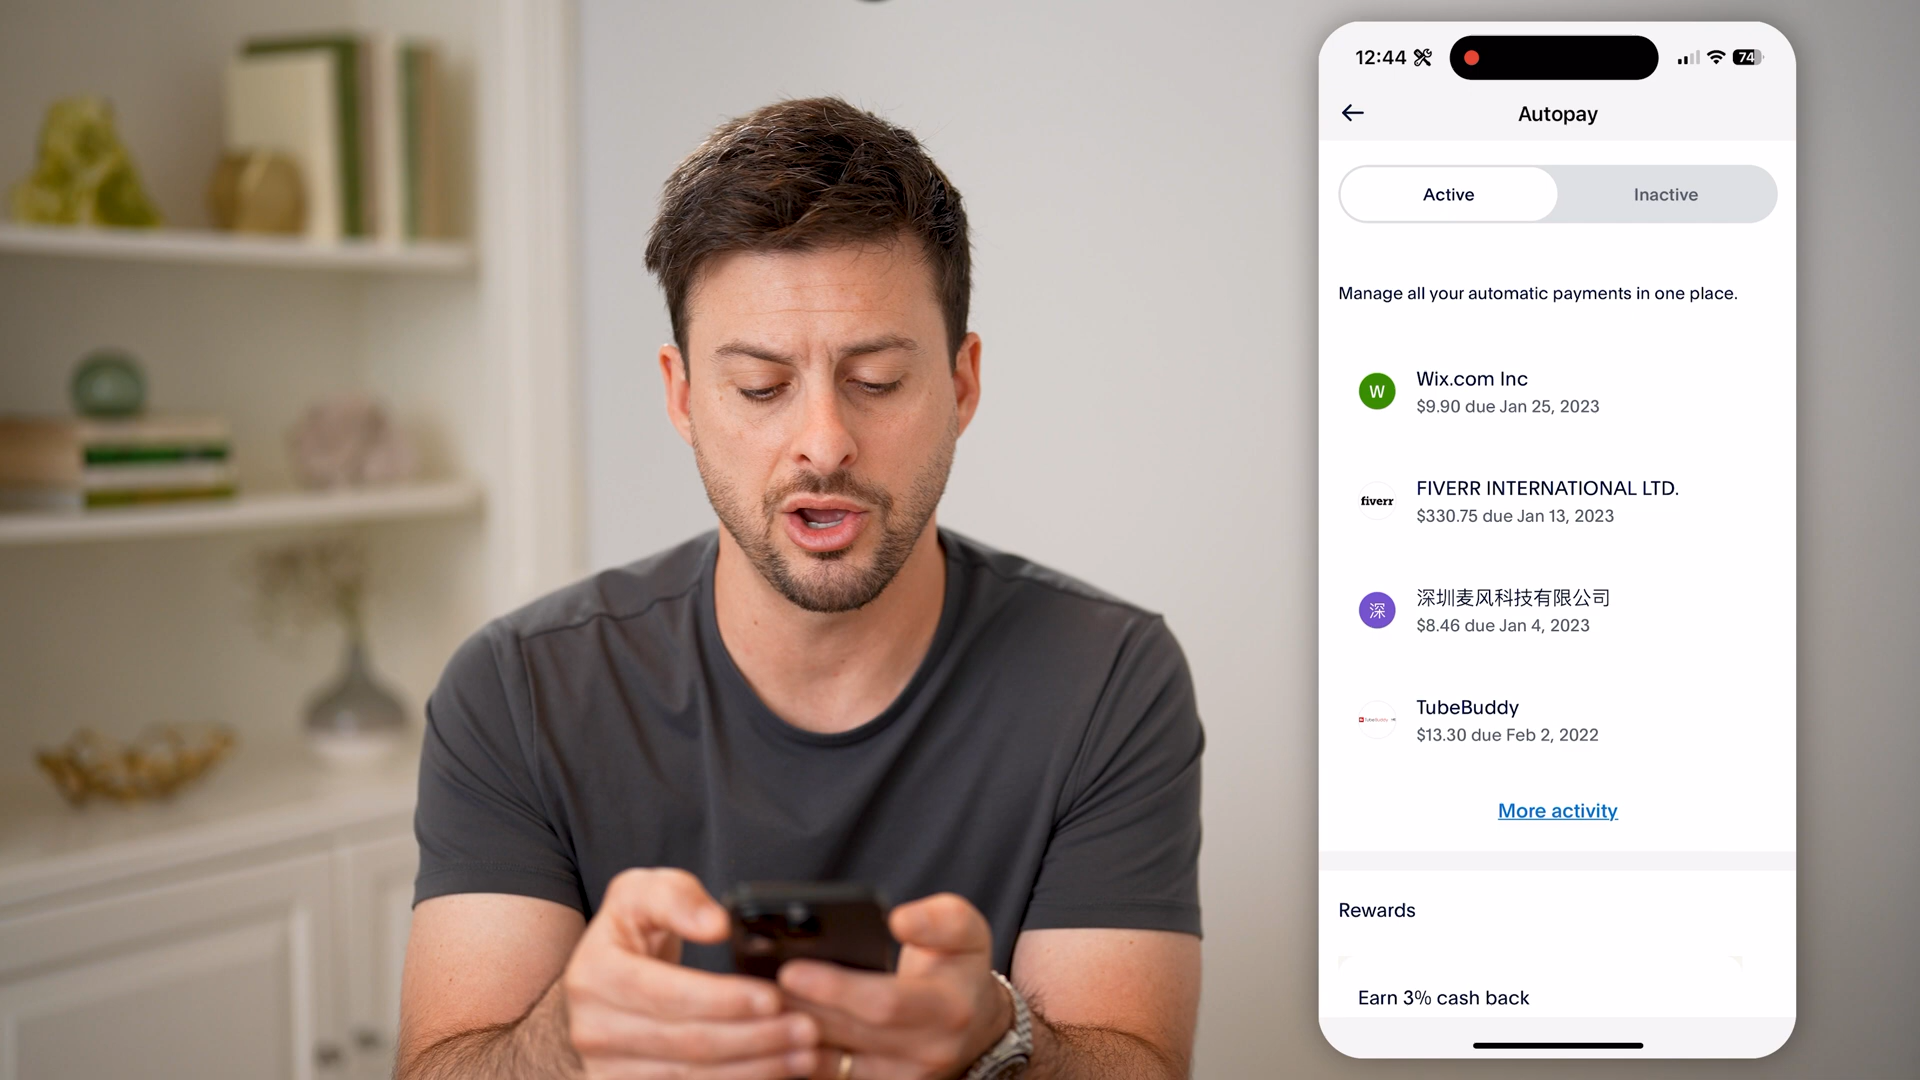 12:44
74
Autopay
Active
Inactive
Manage all your automatic payments in one place.
W
Wix.com Inc
$9.90 due Jan 25, 2023
fiverr
FIVERR INTERNATIONAL LTD.
$330.75 due Jan 13, 2023
深
深圳麦风科技有限公司
$8.46 due Jan 4, 2023
TubeBuddy
TubeBuddy
$13.30 due Feb 2, 2022
More activity
Rewards
Earn 3% cash back